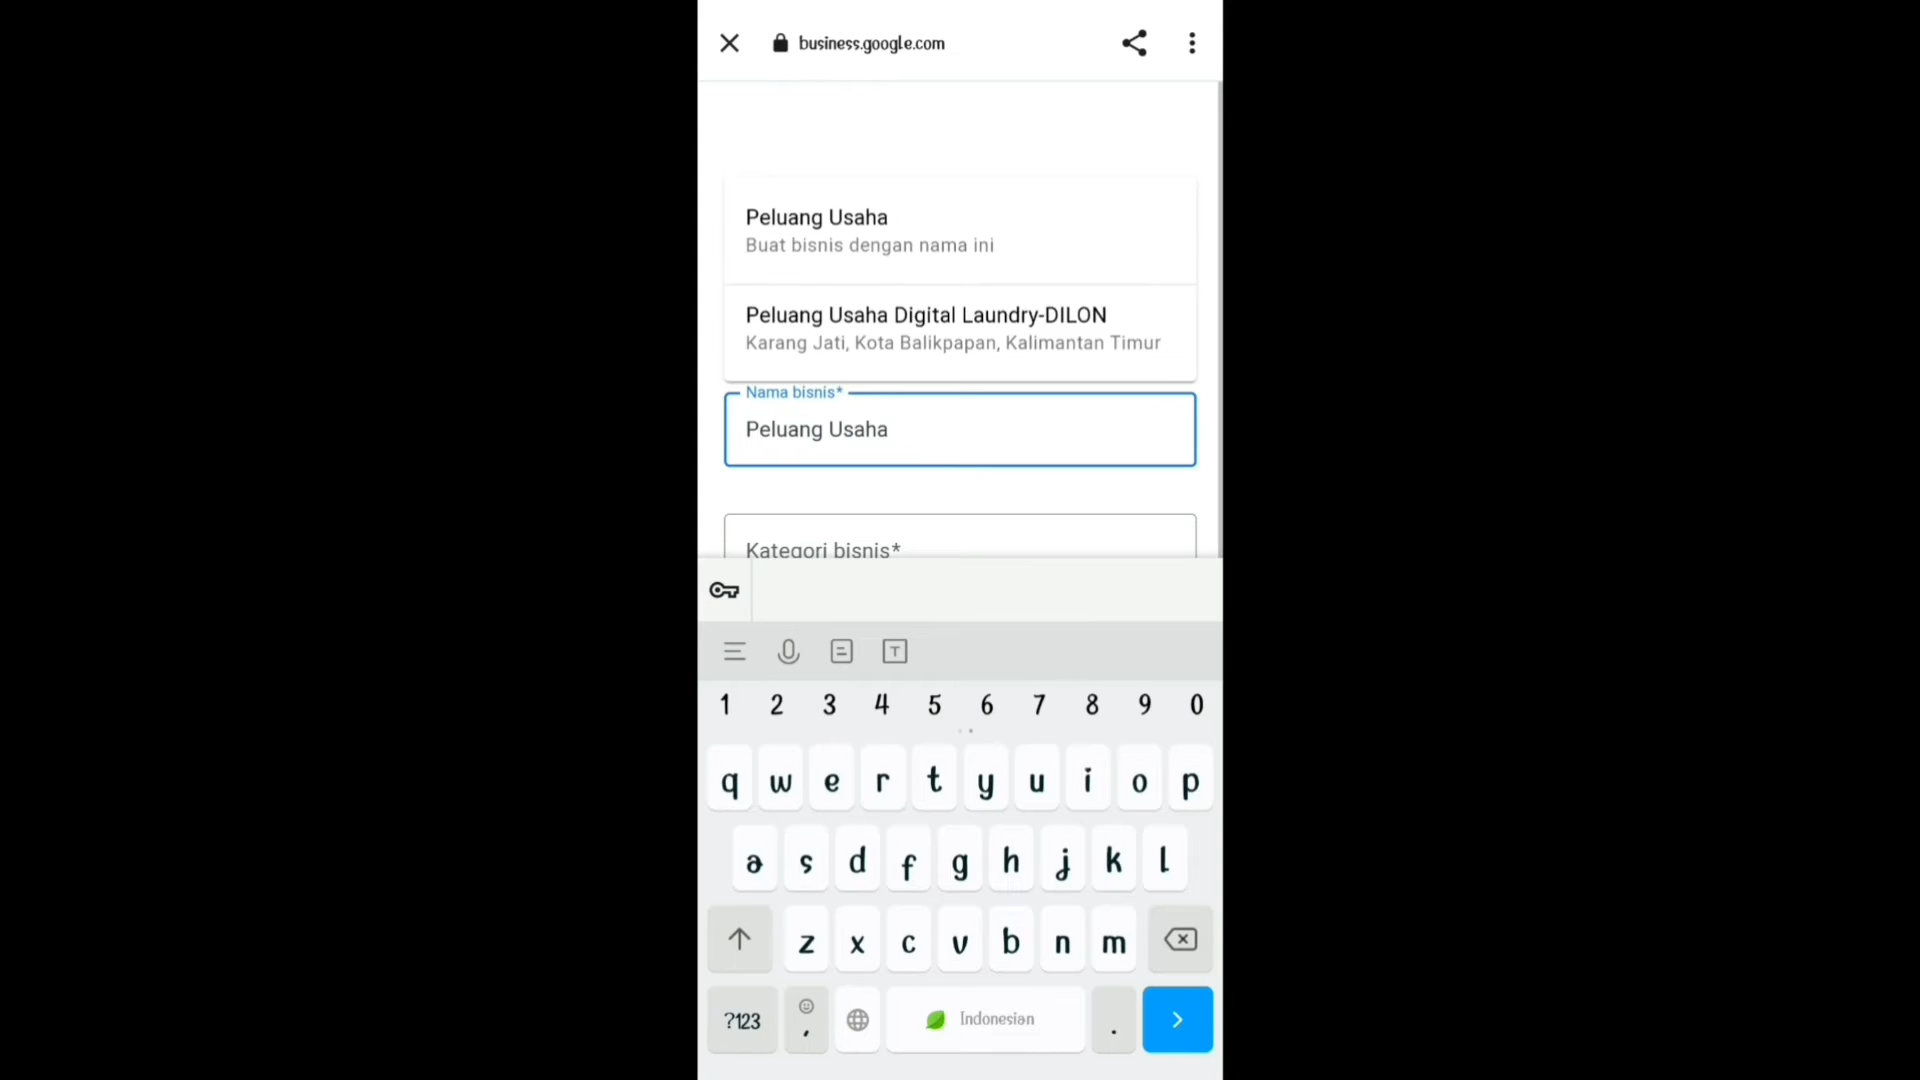 business.google.com
Peluang Usaha
Buat bisnis dengan nama ini
Peluang Usaha Digital Laundry-DILON
Karang Jati, Kota Balikpapan, Kalimantan Timur
Nama bisnis*
Peluang Usaha
Kategori bisnis*
T
1 2 3 4 5 6 7 8 9 0
q w e r t y u i o p
a s d f g h j k l
z x c v b n m
?123 , Indonesian .